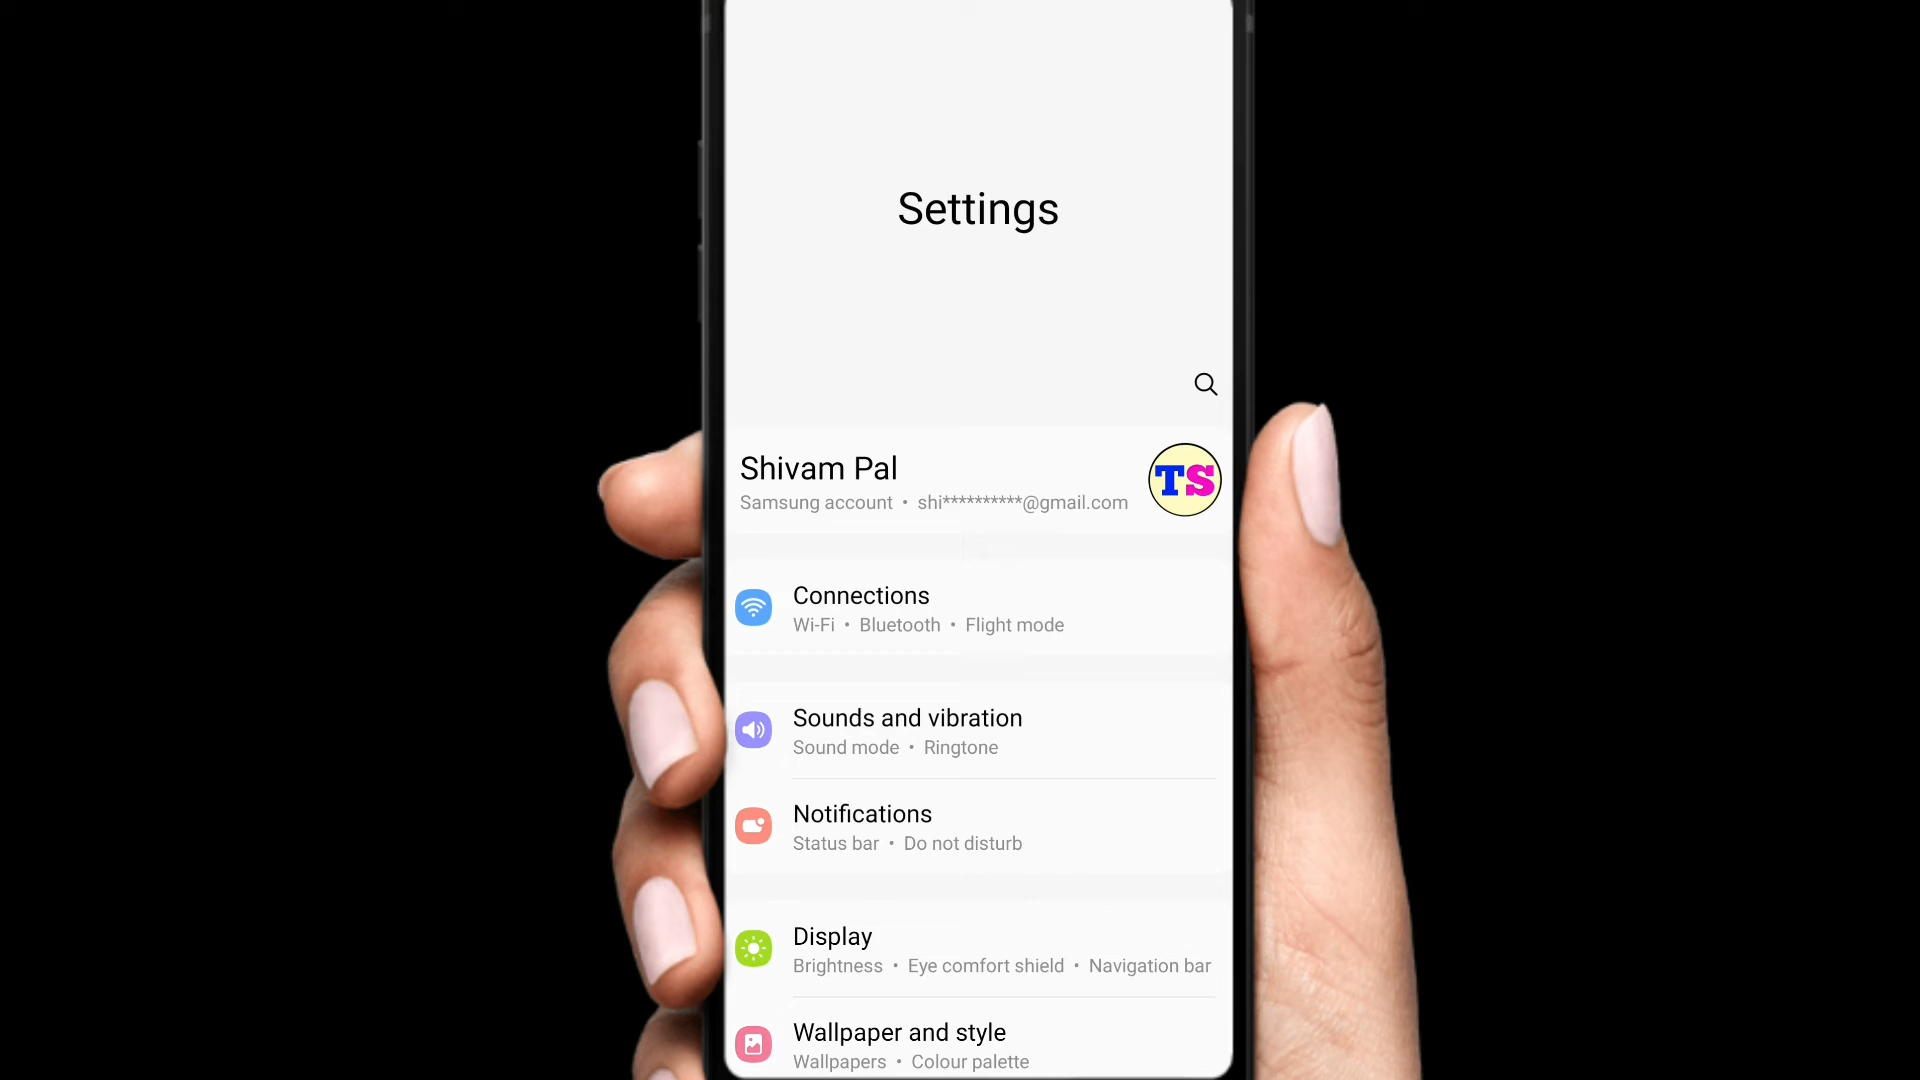 Settings
Shivam Pal
Samsung account • shi**********@gmail.com
TS
Connections
Wi-Fi • Bluetooth • Flight mode
Sounds and vibration
Sound mode • Ringtone
Notifications
Status bar • Do not disturb
Display
Brightness • Eye comfort shield • Navigation bar
Wallpaper and style
Wallpapers • Colour palette